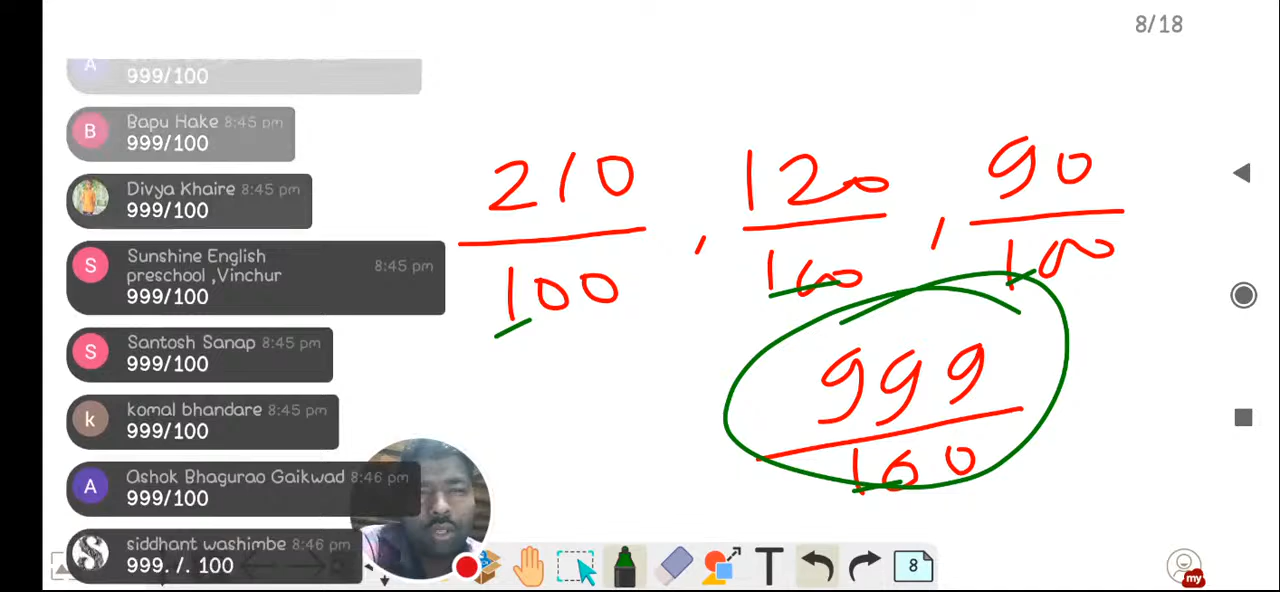 8/18
A
999/100
B Bapu Hake 8:45 pm
999/100
Divya Khaire 8:45 pm
999/100
S Sunshine English
preschool ,Vinchur 8:45 pm
999/100
S Santosh Sanap 8:45 pm
999/100
k komal bhandare 8:45 pm
999/100
A Ashok Bhagurao Gaikwad 8:46 pm
999/100
siddhant washimbe 8:46 pm
999. /. 100
210 , 120 , 90
100 100 100
999
100
T
8
my